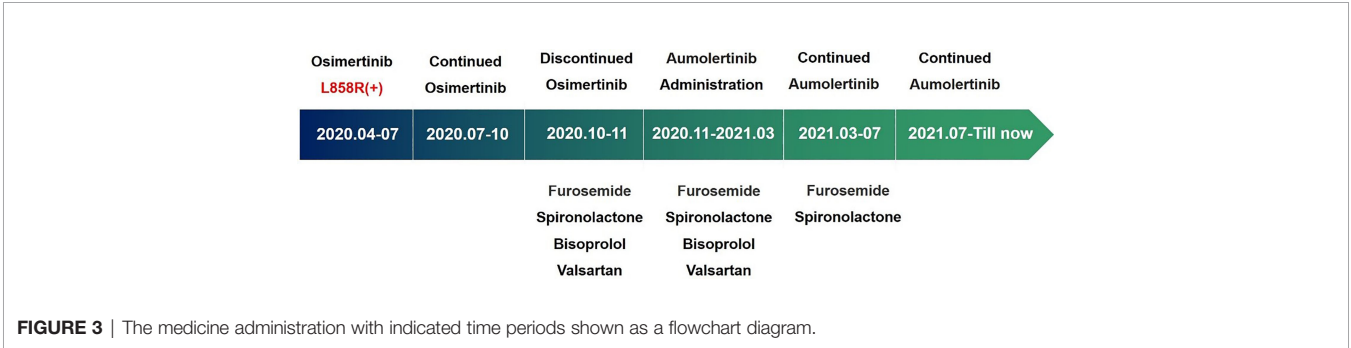 Osimertinib
L858R(+)
Continued
Osimertinib
Discontinued
Osimertinib
Aumolertinib
Administration
Continued
Aumolertinib
Continued
Aumolertinib
2020.04-07
2020.07-10
2020.10-11
2020.11-2021.03
2021.03-07
2021.07-Till now
Furosemide
Spironolactone
Bisoprolol
Valsartan
Furosemide
Spironolactone
Bisoprolol
Valsartan
Furosemide
Spironolactone
FIGURE 3 | The medicine administration with indicated time periods shown as a flowchart diagram.